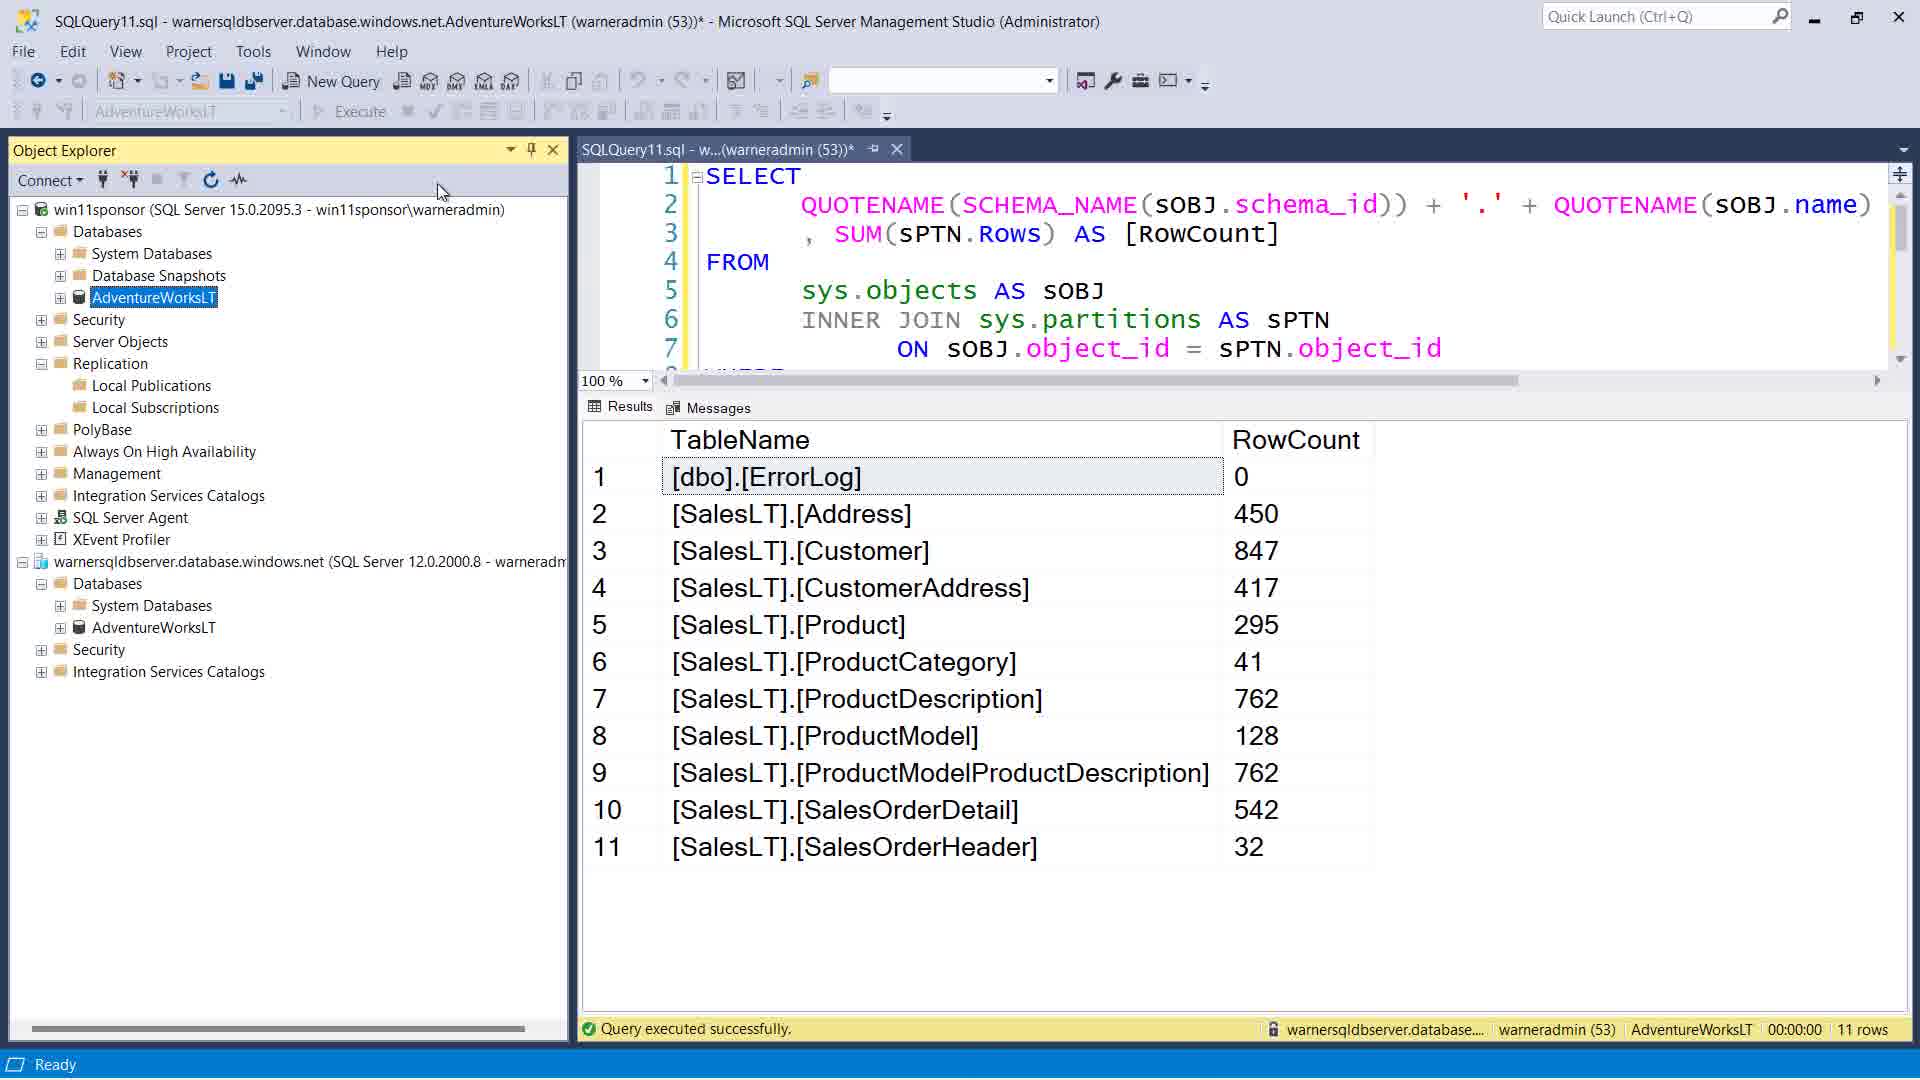 SQLQuery11.sql - warnersqldbserver.database.windows.net.AdventureWorksLT (warneradmin (53))* - Microsoft SQL Server Management Studio (Administrator)
Quick Launch (Ctrl+Q)
File Edit View Project Tools Window Help
New Query MDX DMX XMLA DAX
AdventureWorksLT Execute
Object Explorer
Connect
win11sponsor (SQL Server 15.0.2095.3 - win11sponsor\warneradmin)
Databases
System Databases
Database Snapshots
AdventureWorksLT
Security
Server Objects
Replication
Local Publications
Local Subscriptions
PolyBase
Always On High Availability
Management
Integration Services Catalogs
SQL Server Agent
XEvent Profiler
warnersqldbserver.database.windows.net (SQL Server 12.0.2000.8 - warneradm
Databases
System Databases
AdventureWorksLT
Security
Integration Services Catalogs
SQLQuery11.sql - w...(warneradmin (53))*
1 SELECT
2 QUOTENAME(SCHEMA_NAME(sOBJ.schema_id)) + '.' + QUOTENAME(sOBJ.name)
3 , SUM(sPTN.Rows) AS [RowCount]
4 FROM
5 sys.objects AS sOBJ
6 INNER JOIN sys.partitions AS sPTN
7 ON sOBJ.object_id = sPTN.object_id
100 %
Results Messages
TableName RowCount
1 [dbo].[ErrorLog] 0
2 [SalesLT].[Address] 450
3 [SalesLT].[Customer] 847
4 [SalesLT].[CustomerAddress] 417
5 [SalesLT].[Product] 295
6 [SalesLT].[ProductCategory] 41
7 [SalesLT].[ProductDescription] 762
8 [SalesLT].[ProductModel] 128
9 [SalesLT].[ProductModelProductDescription] 762
10 [SalesLT].[SalesOrderDetail] 542
11 [SalesLT].[SalesOrderHeader] 32
Query executed successfully. warnersqldbserver.database.... warneradmin (53) AdventureWorksLT 00:00:00 11 rows
Ready